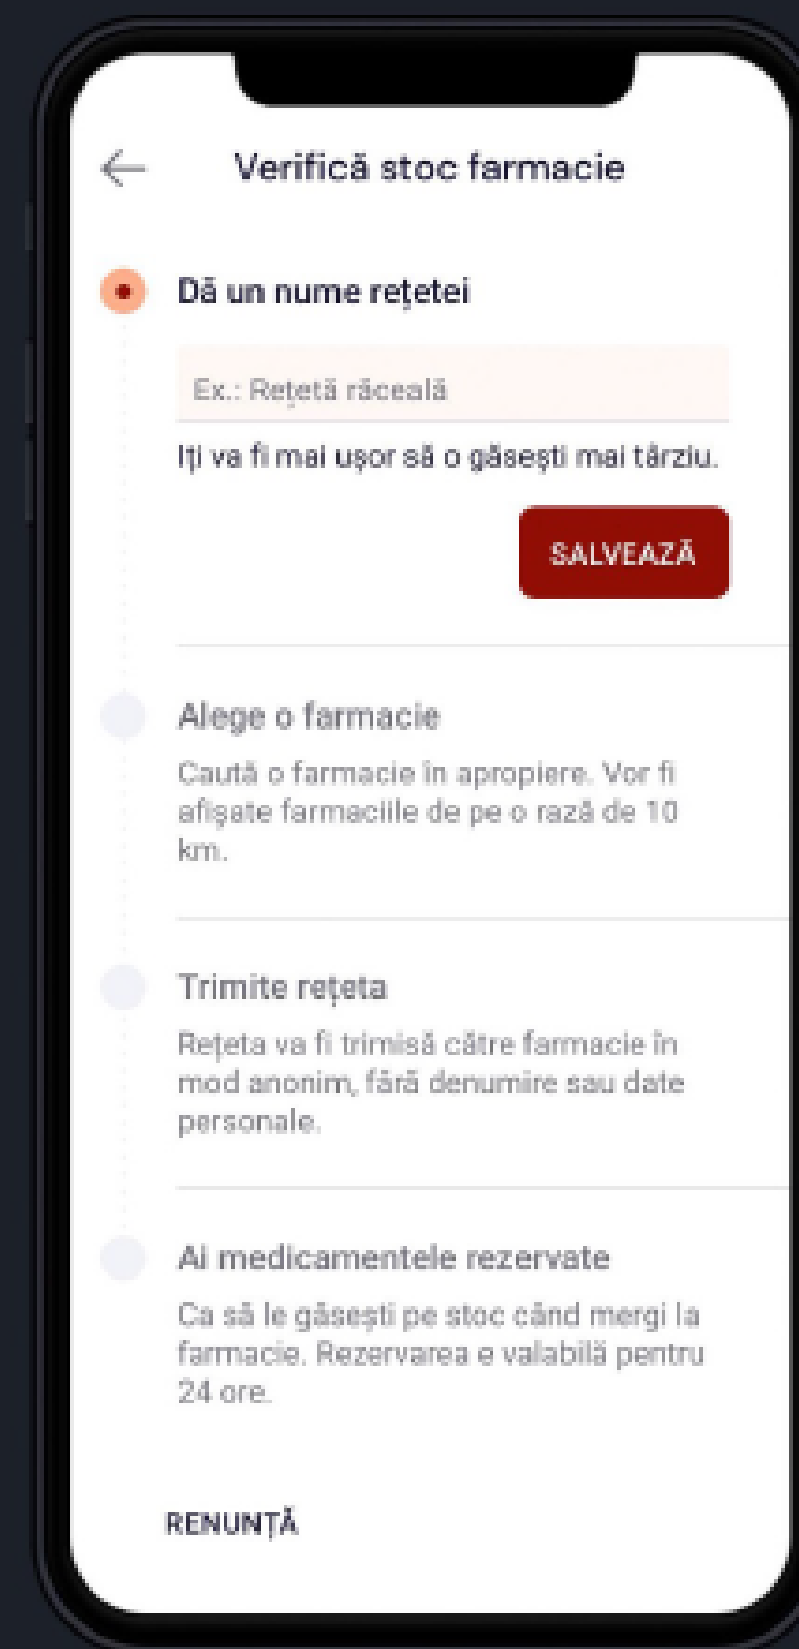 Verifică stoc farmacie
Dă un nume rețetei
Ex.: Rețetă răceală
Iți va fi mai ușor să o găsești mai târziu.
SALVEAZĂ
Alege o farmacie
Caută o farmacie în apropiere. Vor fi
afișate farmaciile de pe o rază de 10
km.
Trimite rețeta
Rețeta va fi trimisă către farmacie în
mod anonim, fără denumire sau date
personale.
Ai medicamentele rezervate
Ca să le găsești pe stoc când mergi la
farmacie. Rezervarea e valabilă pentru
24 ore.
RENUNȚĂ